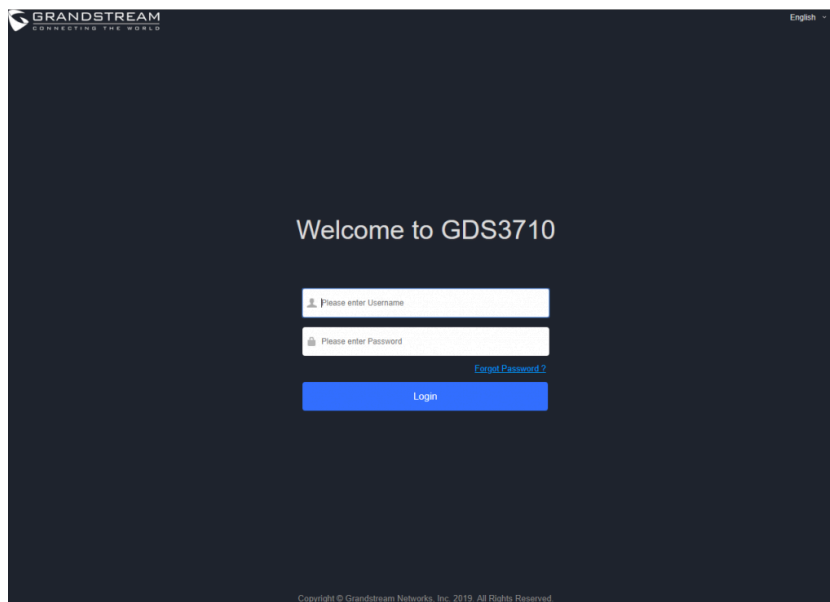 GRANDSTREAM
CONNECTING THE WORLD
English
Welcome to GDS3710
Please enter Username
Please enter Password
Forgot Password ?
Login
Copyright © Grandstream Networks, Inc. 2019. All Rights Reserved.